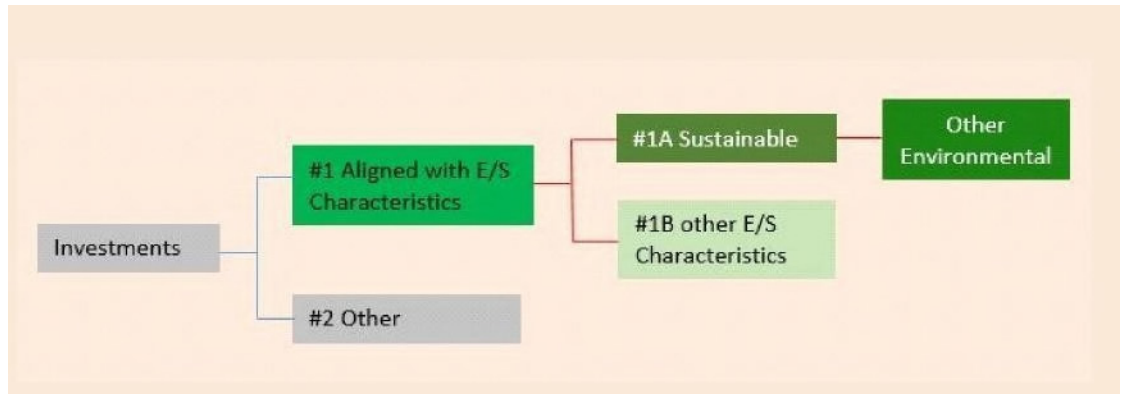 Investments
#1 Aligned with E/S
Characteristics
#2 Other
#1A Sustainable
#1B other E/S
Characteristics
Other
Environmental